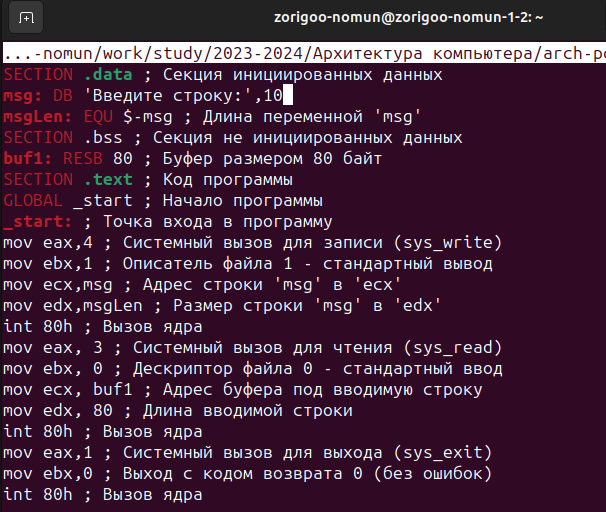 zorigoo-nomun@zorigoo-nomun-1-2: ~
...-nomun/work/study/2023-2024/Архитектура компьютера/arch-pc
SECTION .data ; Секция инициированных данных
msg: DB 'Введите строку:',10
msgLen: EQU $-msg ; Длина переменной 'msg'
SECTION .bss ; Секция не инициированных данных
buf1: RESB 80 ; Буфер размером 80 байт
SECTION .text ; Код программы
GLOBAL _start ; Начало программы
_start: ; Точка входа в программу
mov eax,4 ; Системный вызов для записи (sys_write)
mov ebx,1 ; Описатель файла 1 - стандартный вывод
mov ecx,msg ; Адрес строки 'msg' в 'ecx'
mov edx,msgLen ; Размер строки 'msg' в 'edx'
int 80h ; Вызов ядра
mov eax, 3 ; Системный вызов для чтения (sys_read)
mov ebx, 0 ; Дескриптор файла 0 - стандартный ввод
mov ecx, buf1 ; Адрес буфера под вводимую строку
mov edx, 80 ; Длина вводимой строки
int 80h ; Вызов ядра
mov eax,1 ; Системный вызов для выхода (sys_exit)
mov ebx,0 ; Выход с кодом возврата 0 (без ошибок)
int 80h ; Вызов ядра